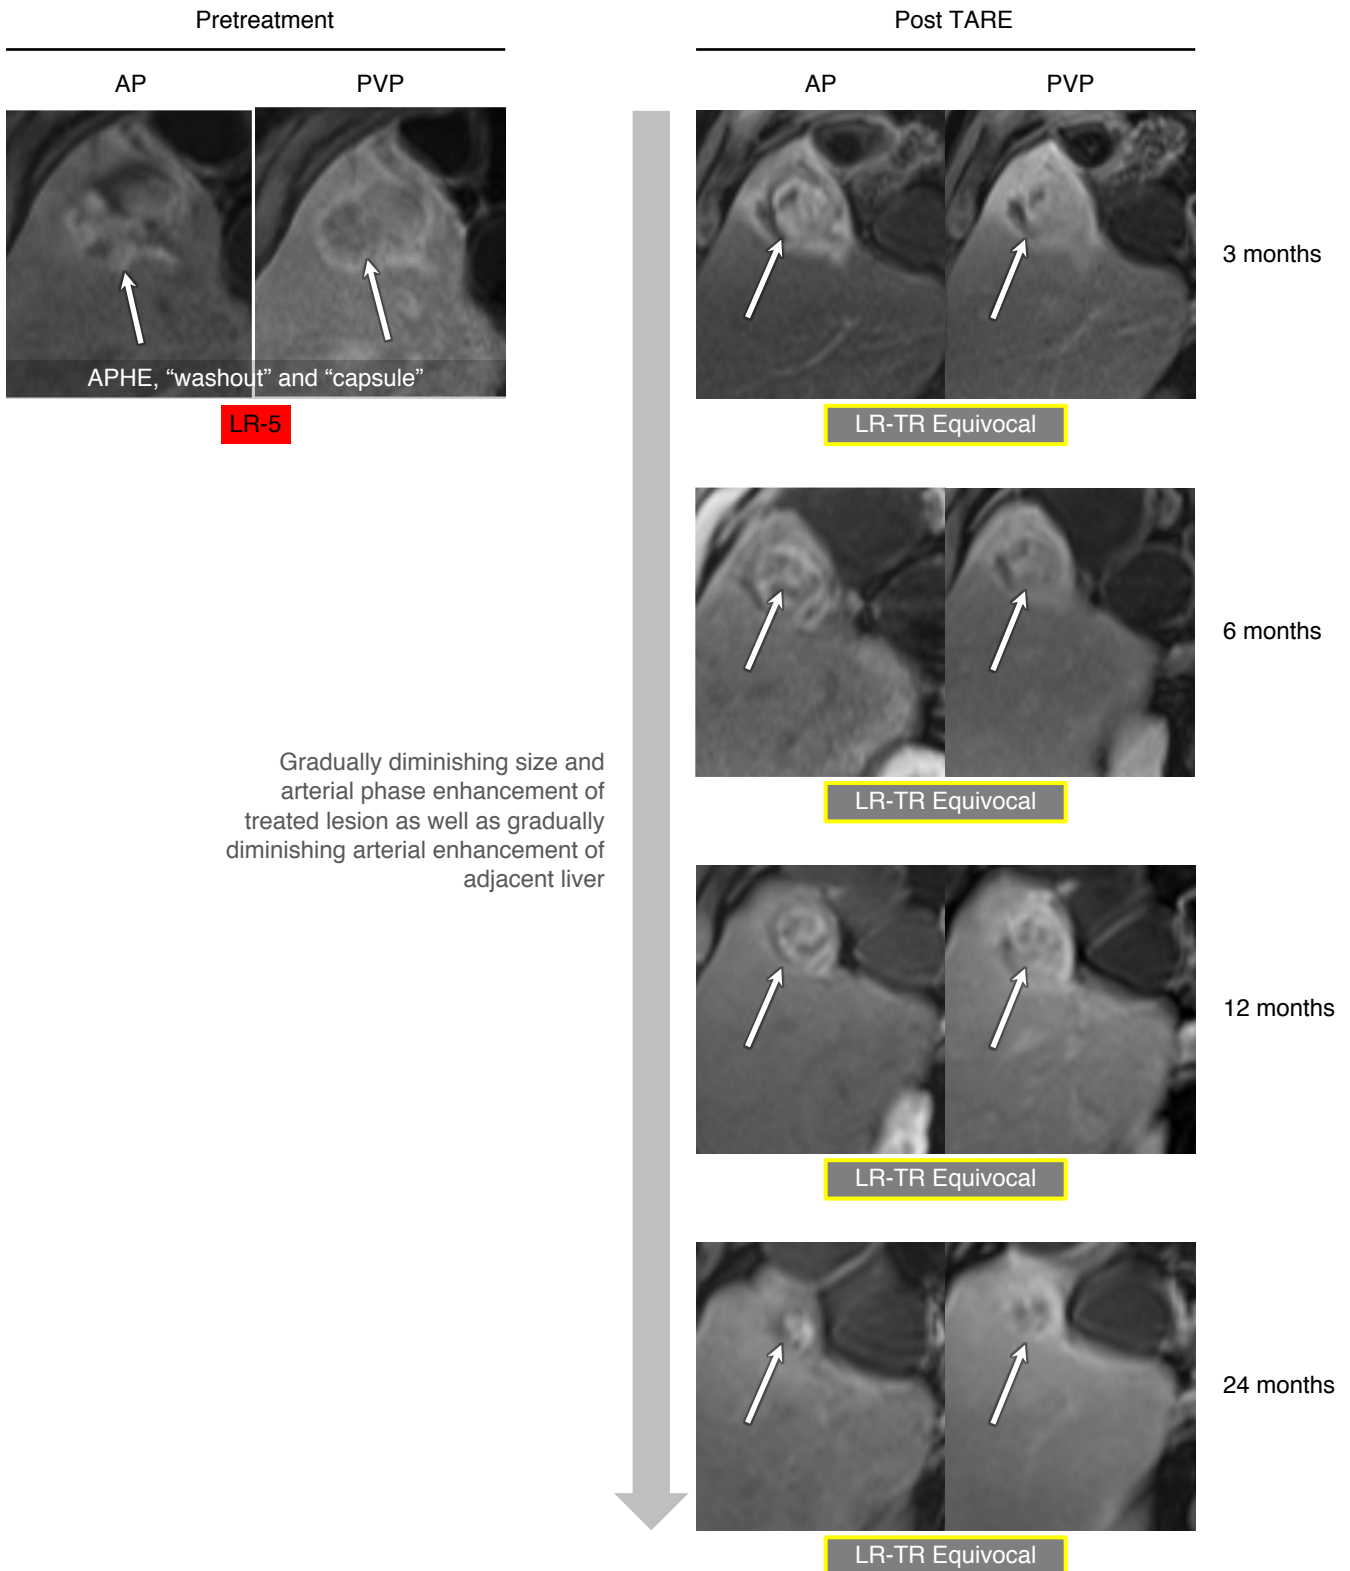 Pretreatment
AP
PVP
APHE, “washout” and “capsule”
LR-5
Gradually diminishing size and
arterial phase enhancement of
treated lesion as well as gradually
diminishing arterial enhancement of
adjacent liver
Post TARE
AP
PVP
3 months
LR-TR Equivocal
6 months
LR-TR Equivocal
12 months
LR-TR Equivocal
24 months
LR-TR Equivocal